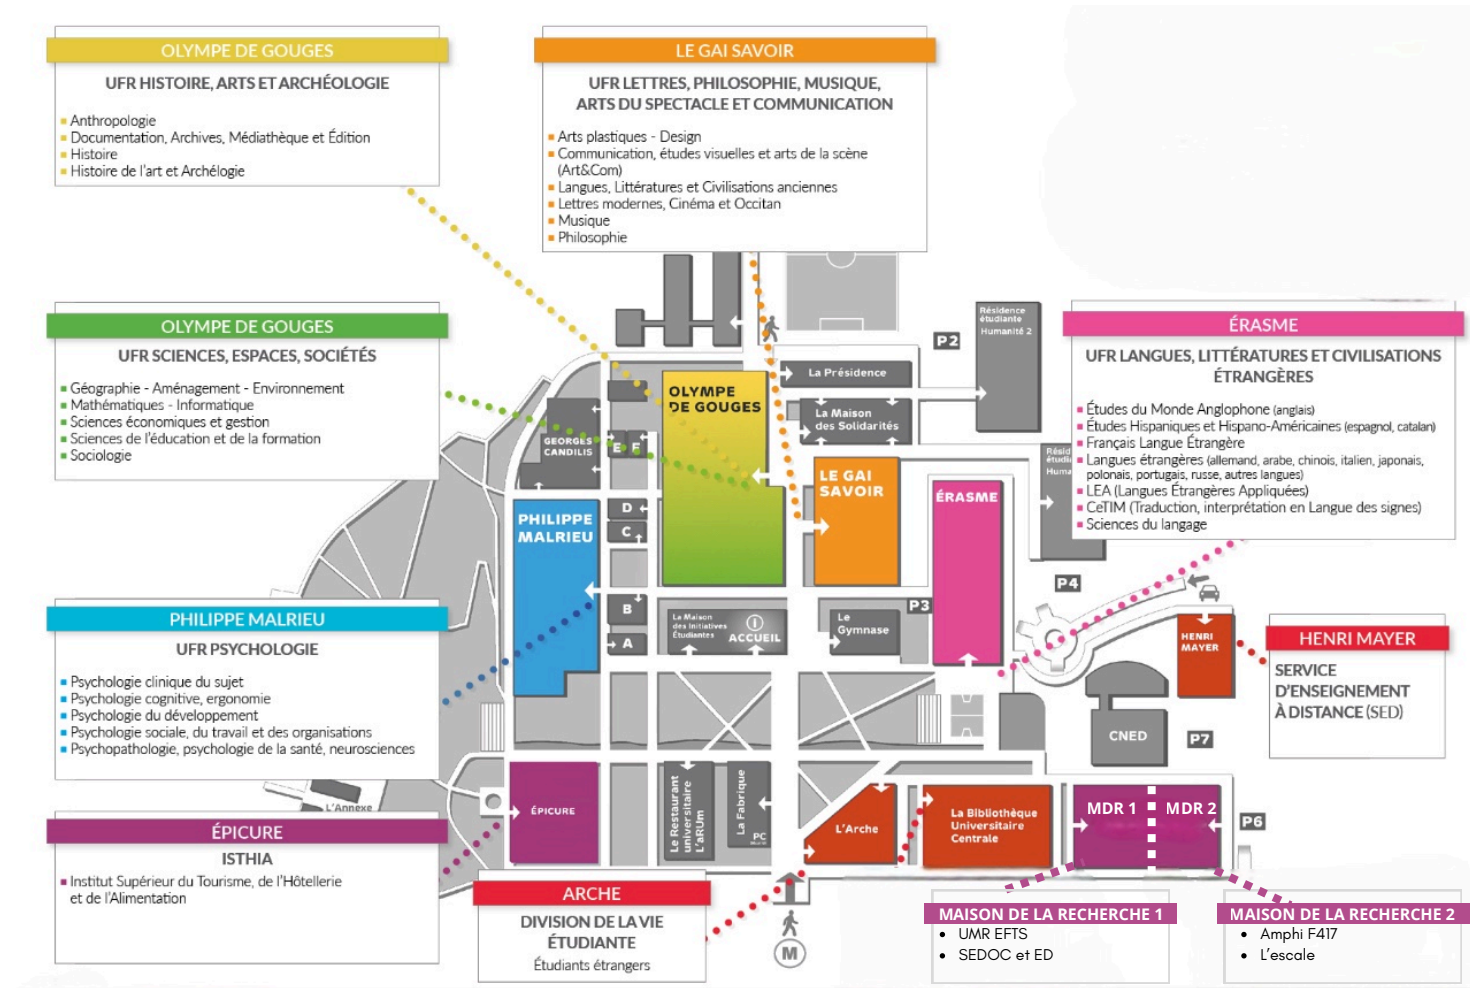 OLYMPE DE GOUGES
UFR HISTOIRE, ARTS ET ARCHÉOLOGIE
Anthropologie
Documentation, Archives, Médiathèque et Édition
Histoire
Histoire de l'art et Archélogie
LE GAI SAVOIR
UFR LETTRES, PHILOSOPHIE, MUSIQUE,
ARTS DU SPECTACLE ET COMMUNICATION
Arts plastiques - Design
Communication, études visuelles et arts de la scène
(Art&Com)
Langues, Littératures et Civilisations anciennes
Lettres modernes, Cinéma et Occitan
Musique
Philosophie
OLYMPE DE GOUGES
UFR SCIENCES, ESPACES, SOCIÉTÉS
Géographie - Aménagement - Environnement
Mathématiques - Informatique
Sciences économiques et gestion
Sciences de l'éducation et de la formation
Sociologie
ÉRASME
UFR LANGUES, LITTÉRATURES ET CIVILISATIONS
ÉTRANGÈRES
Études du Monde Anglophone (anglais)
Études Hispaniques et Hispano-Américaines (espagnol, catalan)
Français Langue Étrangère
Langues étrangères (allemand, arabe, chinois, italien, japonais,
polonais, portugais, russe, autres langues)
LEA (Langues Étrangères Appliquées)
CeTIM (Traduction, interprétation en Langue des signes)
Sciences du langage
PHILIPPE MALRIEU
UFR PSYCHOLOGIE
Psychologie clinique du sujet
Psychologie cognitive, ergonomie
Psychologie du développement
Psychologie sociale, du travail et des organisations
Psychopathologie, psychologie de la santé, neurosciences
HENRI MAYER
SERVICE
D'ENSEIGNEMENT
À DISTANCE (SED)
ÉPICURE
ISTHIA
Institut Supérieur du Tourisme, de l'Hôtellerie
et de l'Alimentation
ARCHE
DIVISION DE LA VIE
ÉTUDIANTE
Étudiants étrangers
MAISON DE LA RECHERCHE 1
UMR EFTS
SEDOC et ED
MAISON DE LA RECHERCHE 2
Amphi F417
L'escale
Résidence
étudiante
Humanité 2
P2
La Présidence
OLYMPE
DE GOUGES
La Maison
des Solidarités
GEORGES
CANDILIS
E
F
Résid
étudi
Huma
LE GAI
SAVOIR
ÉRASME
PHILIPPE
MALRIEU
D
C
B
A
P4
P3
La Maison
des Initiatives
Étudiantes
i
ACCUEIL
Le
Gymnase
HENRI
MAYER
CNED
P7
L'Annexe
ÉPICURE
Le Restaurant
universitaire
L'aRUm
La Fabrique
PC
L'Arche
La Bibliothèque
Universitaire
Centrale
MDR 1
MDR 2
P6
M